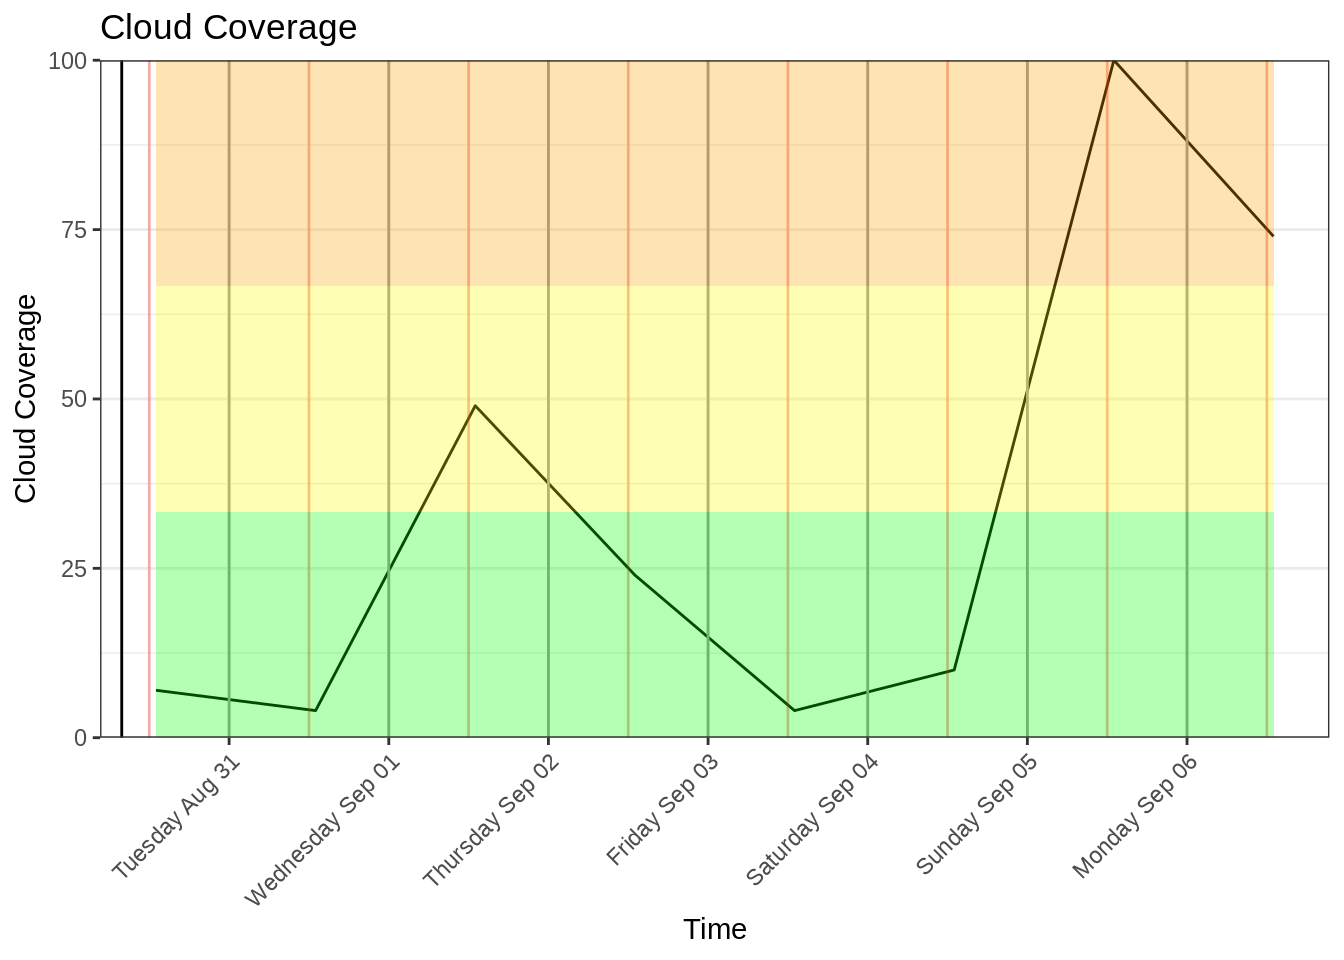 Cloud Coverage
Cloud Coverage
100
75
50
25
0
Tuesday Aug 31
Wednesday Sep 01
Thursday Sep 02
Friday Sep 03
Saturday Sep 04
Sunday Sep 05
Monday Sep 06
Time